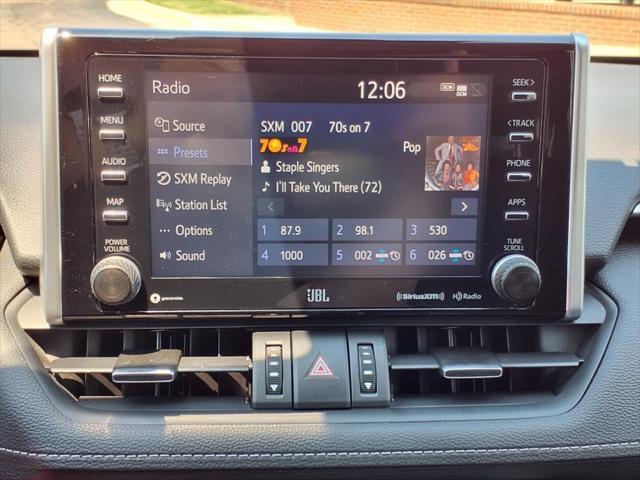 HOME
MENU
AUDIO
MAP
POWER
VOLUME
Radio
12:06
DCM
DCM
Source
Presets
SXM Replay
Station List
Options
Sound
SXM 007 70s on 7
70s on 7
Pop
Staple Singers
I'll Take You There (72)
1 87.9
2 98.1
3 530
4 1000
5 002
6 026
SEEK>
<TRACK
PHONE
APPS
TUNE
SCROLL
gracenote.
JBL
((SiriusXM))
HD Radio